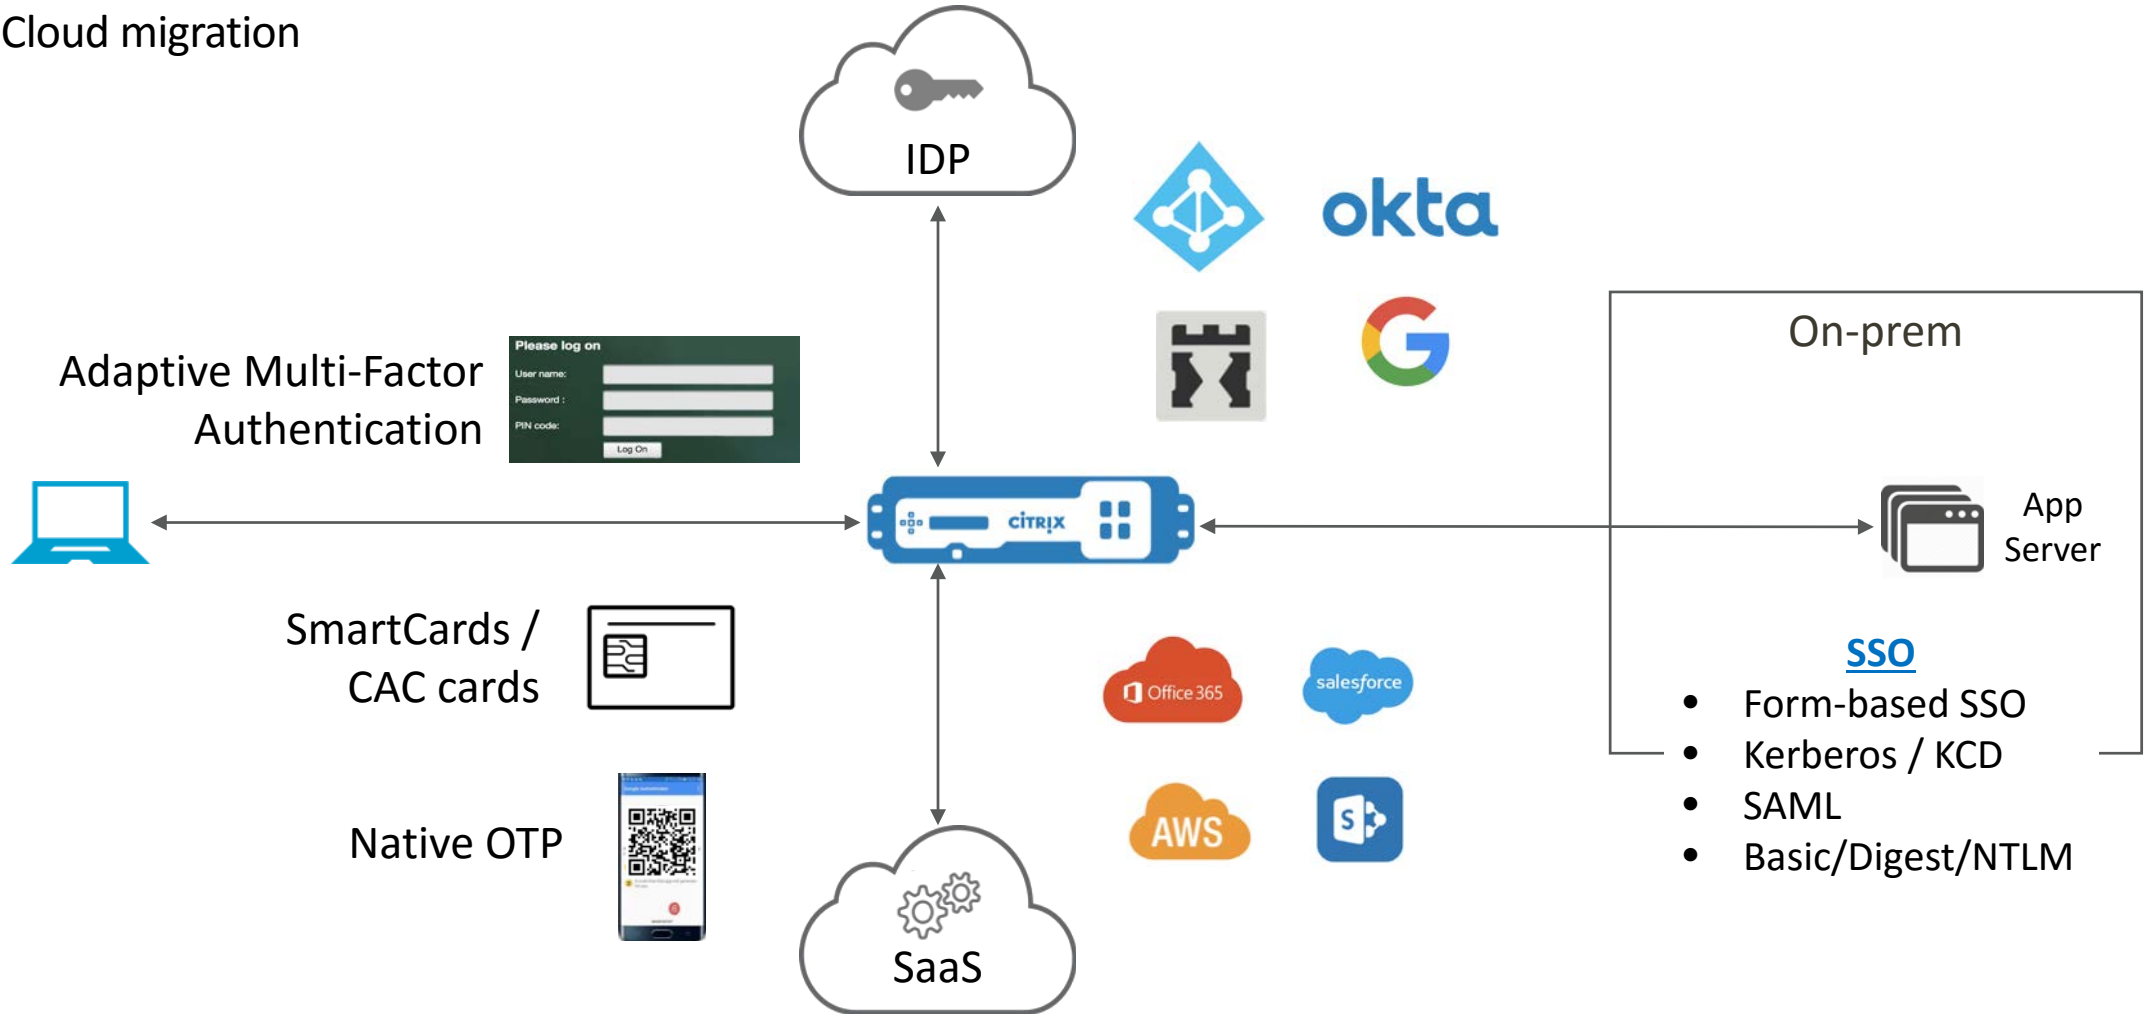 Cloud migration
IDP
okta
On-prem
Adaptive Multi-Factor
Authentication
Please log on
User name:
Password :
PIN code:
Log On
CİTRIX
App
Server
SmartCards /
CAC cards
Office 365
salesforce
SSO
• Form-based SSO
• Kerberos / KCD
• SAML
• Basic/Digest/NTLM
Native OTP
AWS
S
SaaS